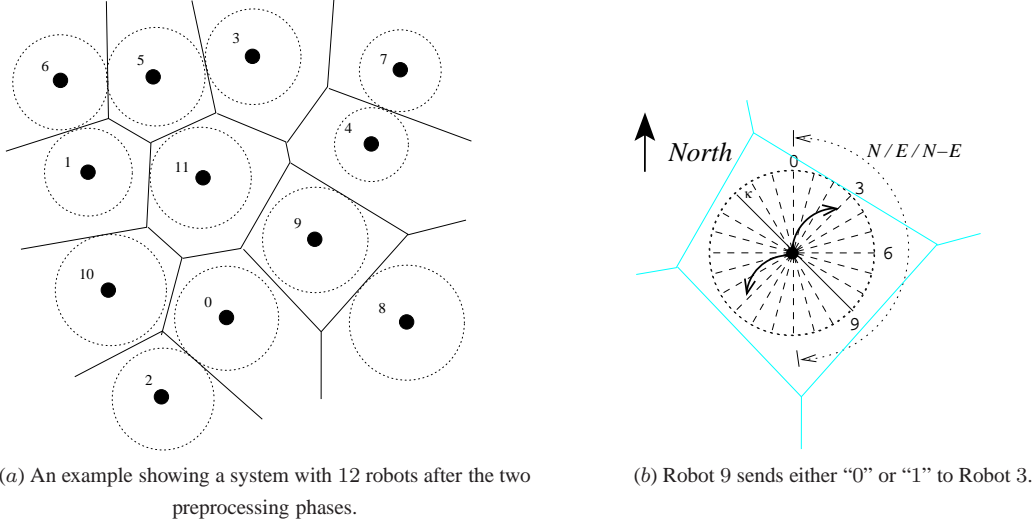 3
7
5
6
4
1
11
9
10
0
8
2
North
N / E / N–E
0
κ
3
6
9
(a) An example showing a system with 12 robots after the two
preprocessing phases.
(b) Robot 9 sends either “0” or “1” to Robot 3.